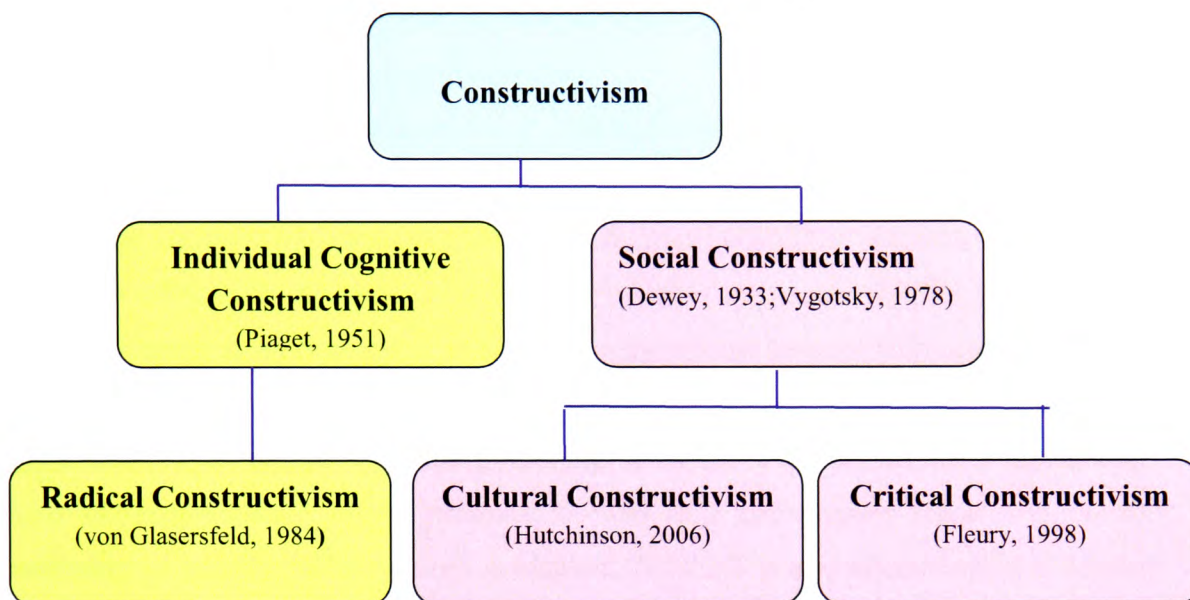 Constructivism
Individual Cognitive
Constructivism
(Piaget, 1951)
Social Constructivism
(Dewey, 1933;Vygotsky, 1978)
Radical Constructivism
(von Glasersfeld, 1984)
Cultural Constructivism
(Hutchinson, 2006)
Critical Constructivism
(Fleury, 1998)